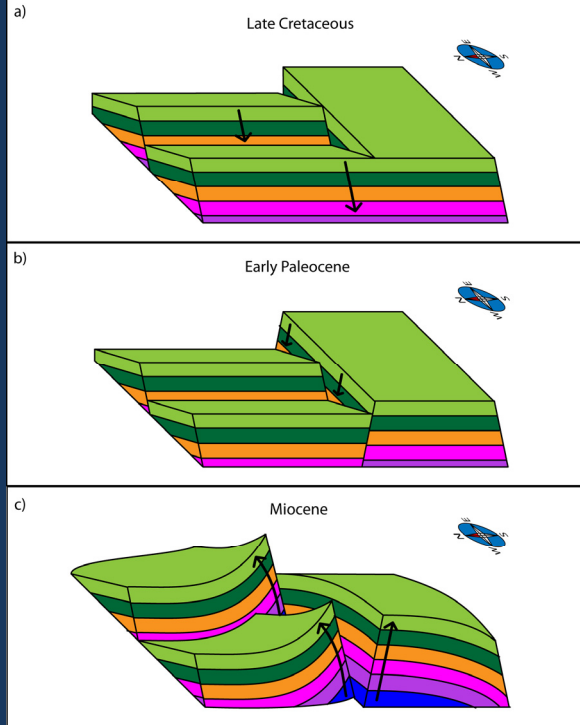 a)
Late Cretaceous
E
S
N
W
b)
Early Paleocene
E
S
N
W
c)
Miocene
E
S
N
W